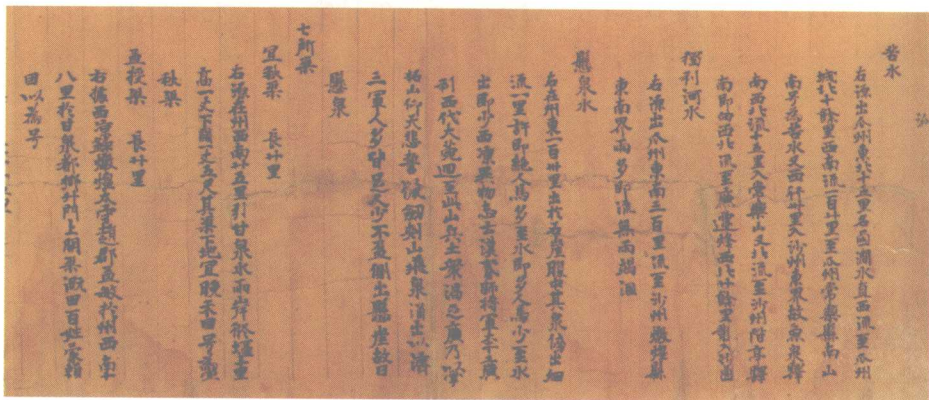 苦水
右源出瓜州東北十五里名鹵澗水直西流至瓜州
城北十餘里西南流一百廿里至瓜州常樂縣南山
南号爲苦水又西行卅里入沙州東界故魚泉驛
南西北流十五里入常樂山又北流至沙州階亭驛
南即向西北流至廉遷烽西北廿餘里散入沙鹵
獨利河水
右源出瓜州東南三百里流至沙州燉煌縣
東南界雨多即流無雨竭涸
懸泉水
右在州東一百卅里出於石崖腹中其泉傍出細
流一里許即絕人馬多至水即多人馬少至水
出即少西涼異物志云漢貳師將軍李廣
利西伐大宛迴至此山兵士衆渴乏廣乃以掌
拓山仰天悲誓以佩劒刺山飛泉湧出以濟
三軍人多皆足人少不盈側出懸崖故曰
懸泉
七所渠
宜秋渠 長廿里
右源在州西南廿五里引甘泉水兩岸修堰十里
高一丈下闊一丈五尺其渠下地宜晚禾因号爲宜
秋渠
孟授渠 長廿里
右據西涼錄燉煌太守趙郡孟敏於州西南十
八里於甘泉都鄉斗門上開渠溉田百姓蒙賴
因以爲号